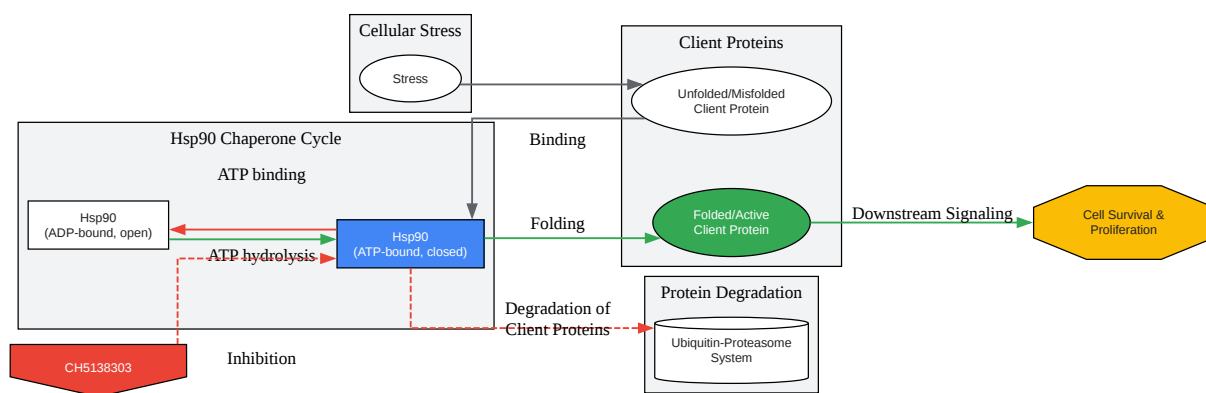 Cellular Stress
Stress
Client Proteins
Unfolded/Misfolded
Client Protein
Hsp90 Chaperone Cycle
Binding
ATP binding
Hsp90
(ADP-bound, open)
Hsp90
(ATP-bound, closed)
ATP hydrolysis
Folding
Folded/Active
Client Protein
Downstream Signaling
Cell Survival &
Proliferation
Degradation of
Client Proteins
Protein Degradation
Ubiquitin-Proteasome
System
CH5138303
Inhibition